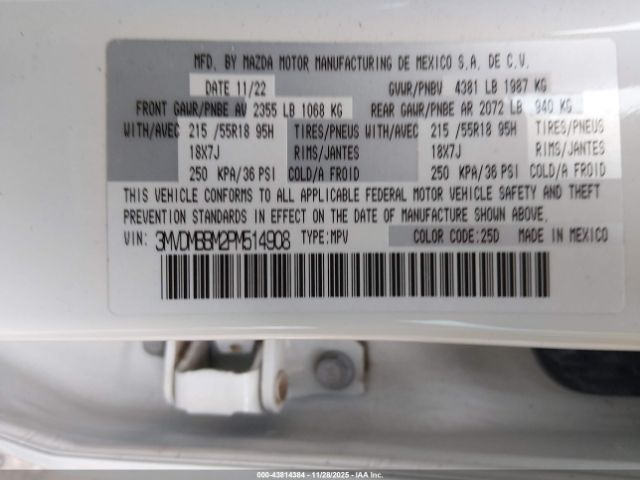 MFD. BY MAZDA MOTOR MANUFACTURING DE MEXICO S.A. DE C.V.
DATE 11/22 GVWR/PNBV 4381 LB 1987 KG
FRONT GAWR/PNBE AV 2355 LB 1068 KG REAR GAWR/PNBE AR 2072 LB 940 KG
WITH/AVEC 215 /55R18 95H TIRES/PNEUS WITH/AVEC 215 /55R18 95H TIRES/PNEUS
18X7J RIMS/JANTES 18X7J RIMS/JANTES
250 KPA/36 PSI COLD/A FROID 250 KPA/36 PSI COLD/A FROID
THIS VEHICLE CONFORMS TO ALL APPLICABLE FEDERAL MOTOR VEHICLE SAFETY AND THEFT
PREVENTION STANDARDS IN EFFECT ON THE DATE OF MANUFACTURE SHOWN ABOVE.
VIN: 3MVDMBBM2PM514908 TYPE:MPV COLOR CODE:25D MADE IN MEXICO
000-43814384 | 11/28/2025 | IAA Inc.